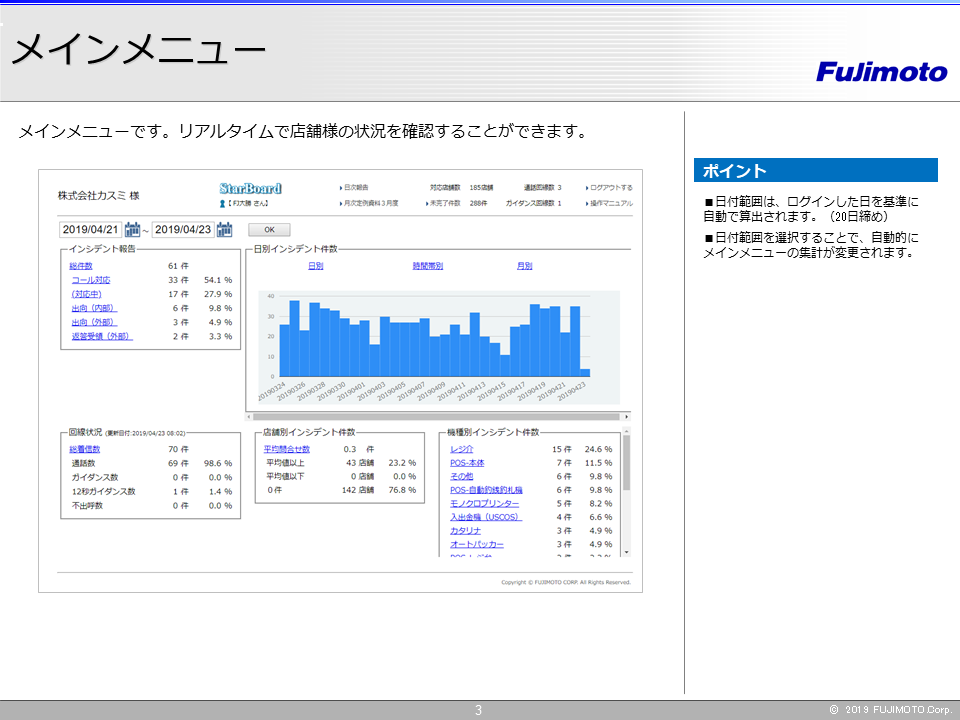 メインメニュー
FuJimoto
メインメニューです。リアルタイムで店舗様の状況を確認することができます。
ポイント
■日付範囲は、ログインした日を基準に
自動で算出されます。（20日締め）
■日付範囲を選択することで、自動的に
メインメニューの集計が変更されます。
株式会社カスミ 様
StarBoard
日次報告
対応店舗数 185店舗
通話回線数 3
ログアウトする
月次定例資料3月度
未完了件数 288件
ガイダンス回線数 1
操作マニュアル
2019/04/21 ～ 2019/04/23 OK
インシデント報告
総件数 61 件
コール対応 33 件 54.1 %
(対応中) 17 件 27.9 %
出向（内部） 6 件 9.8 %
出向（外部） 3 件 4.9 %
返答受領（外部） 2 件 3.3 %
日別インシデント件数
日別 時間帯別 月別
40
30
20
10
0
20190324 20190326 20190328 20190330 20190401 20190403 20190405 20190407 20190409 20190411 20190413 20190415 20190417 20190419 20190421 20190423
回線状況 (更新日付:2019/04/23 08:02)
総着信数 70 件
通話数 69 件 98.6 %
ガイダンス数 0 件 0.0 %
12秒ガイダンス数 1 件 1.4 %
不出呼数 0 件 0.0 %
店舗別インシデント件数
平均問合せ数 0.3 件
平均値以上 43 店舗 23.2 %
平均値以下 0 店舗 0.0 %
0件 142 店舗 76.8 %
機種別インシデント件数
レジ介 15 件 24.6 %
POS-本体 7 件 11.5 %
その他 6 件 9.8 %
POS-自動釣銭釣札機 6 件 9.8 %
モノクロプリンター 5 件 8.2 %
入出金機（USCOS） 4 件 6.6 %
カタリナ 3 件 4.9 %
オートパッカー 3 件 4.9 %
Copyright © FUJIMOTO CORP. All Rights Reserved.
3
© 2019 FUJIMOTO.Corp.